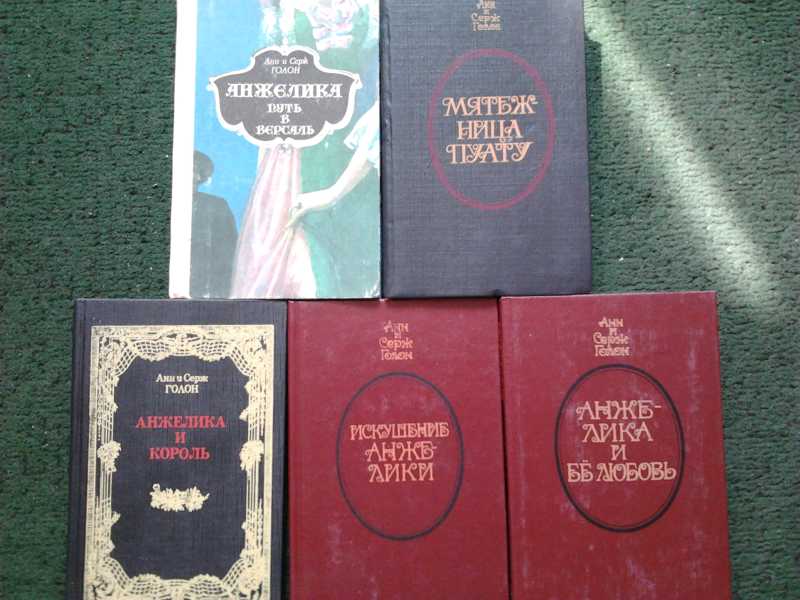 Анн и Серж
ГОЛОН
АНЖЕЛИКА
ПУТЬ
В
ВЕРСАЛЬ
Анн
и
Серж
Голон
МЯТЕЖ-
НИЦА
ПУАТУ
Анн и Серж
ГОЛОН
АНЖЕЛИКА
И
КОРОЛЬ
Анн
и
Серж
Голон
ИСКУШЕНИЕ
АНЖЕ-
ЛИКИ
Анн
и
Серж
Голон
АНЖЕ-
ЛИКА
И
ЕЁ ЛЮБОВЬ